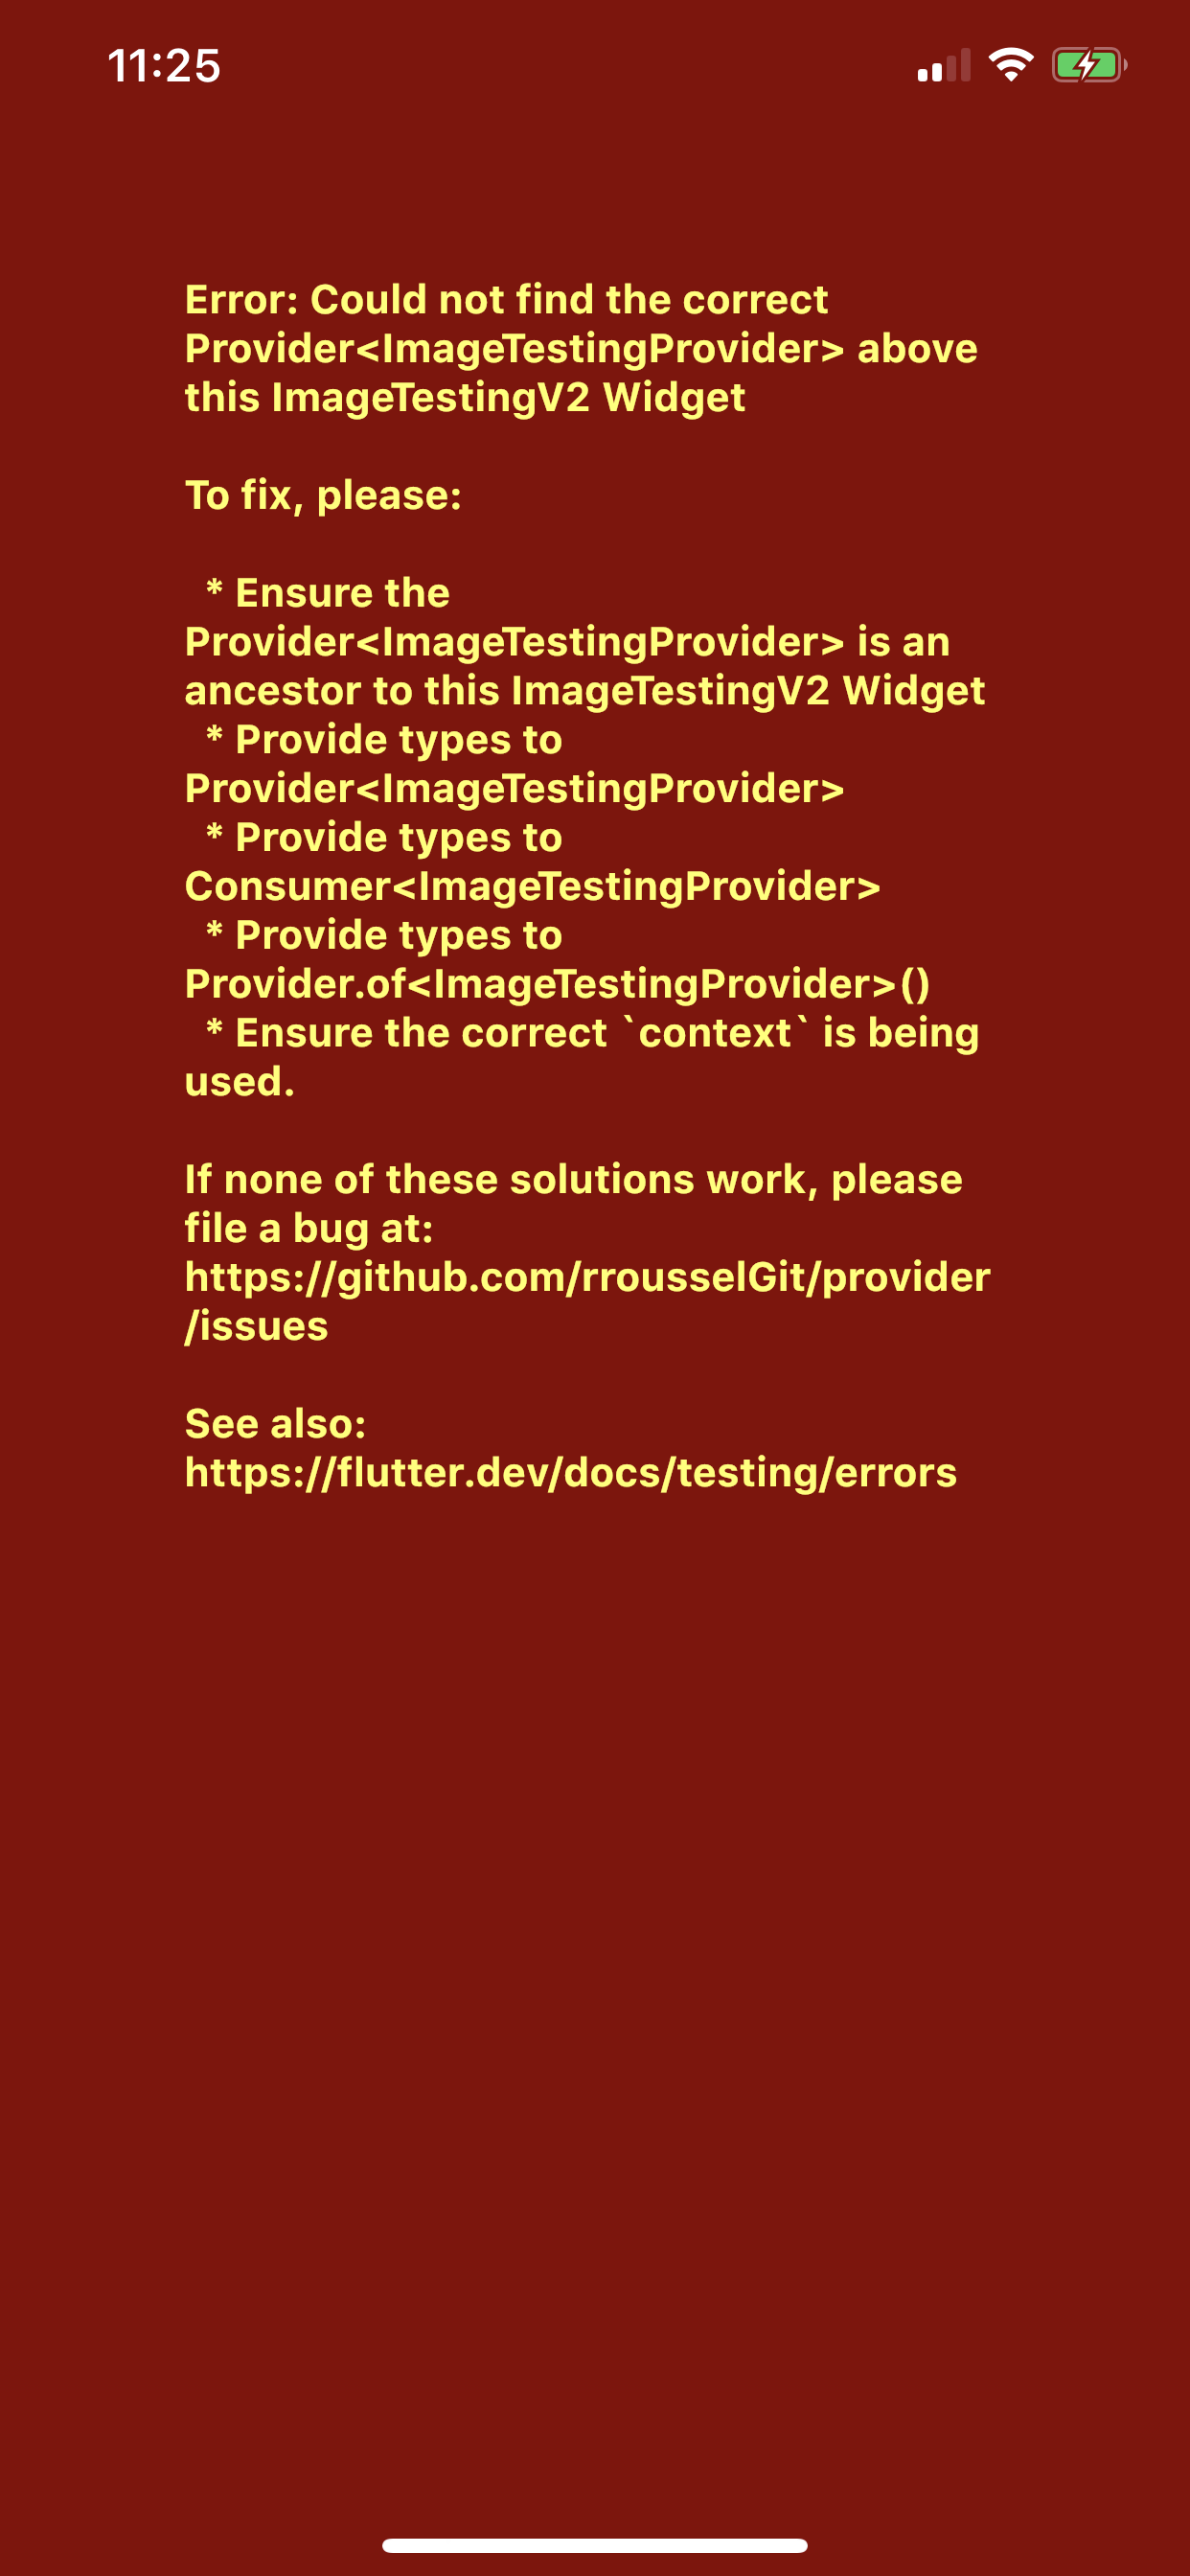 11:25
Error: Could not find the correct
Provider<ImageTestingProvider> above
this ImageTestingV2 Widget
To fix, please:
* Ensure the
Provider<ImageTestingProvider> is an
ancestor to this ImageTestingV2 Widget
* Provide types to
Provider<ImageTestingProvider>
* Provide types to
Consumer<ImageTestingProvider>
* Provide types to
Provider.of<ImageTestingProvider>()
* Ensure the correct `context` is being
used.
If none of these solutions work, please
file a bug at:
https://github.com/rrousselGit/provider
/issues
See also:
https://flutter.dev/docs/testing/errors